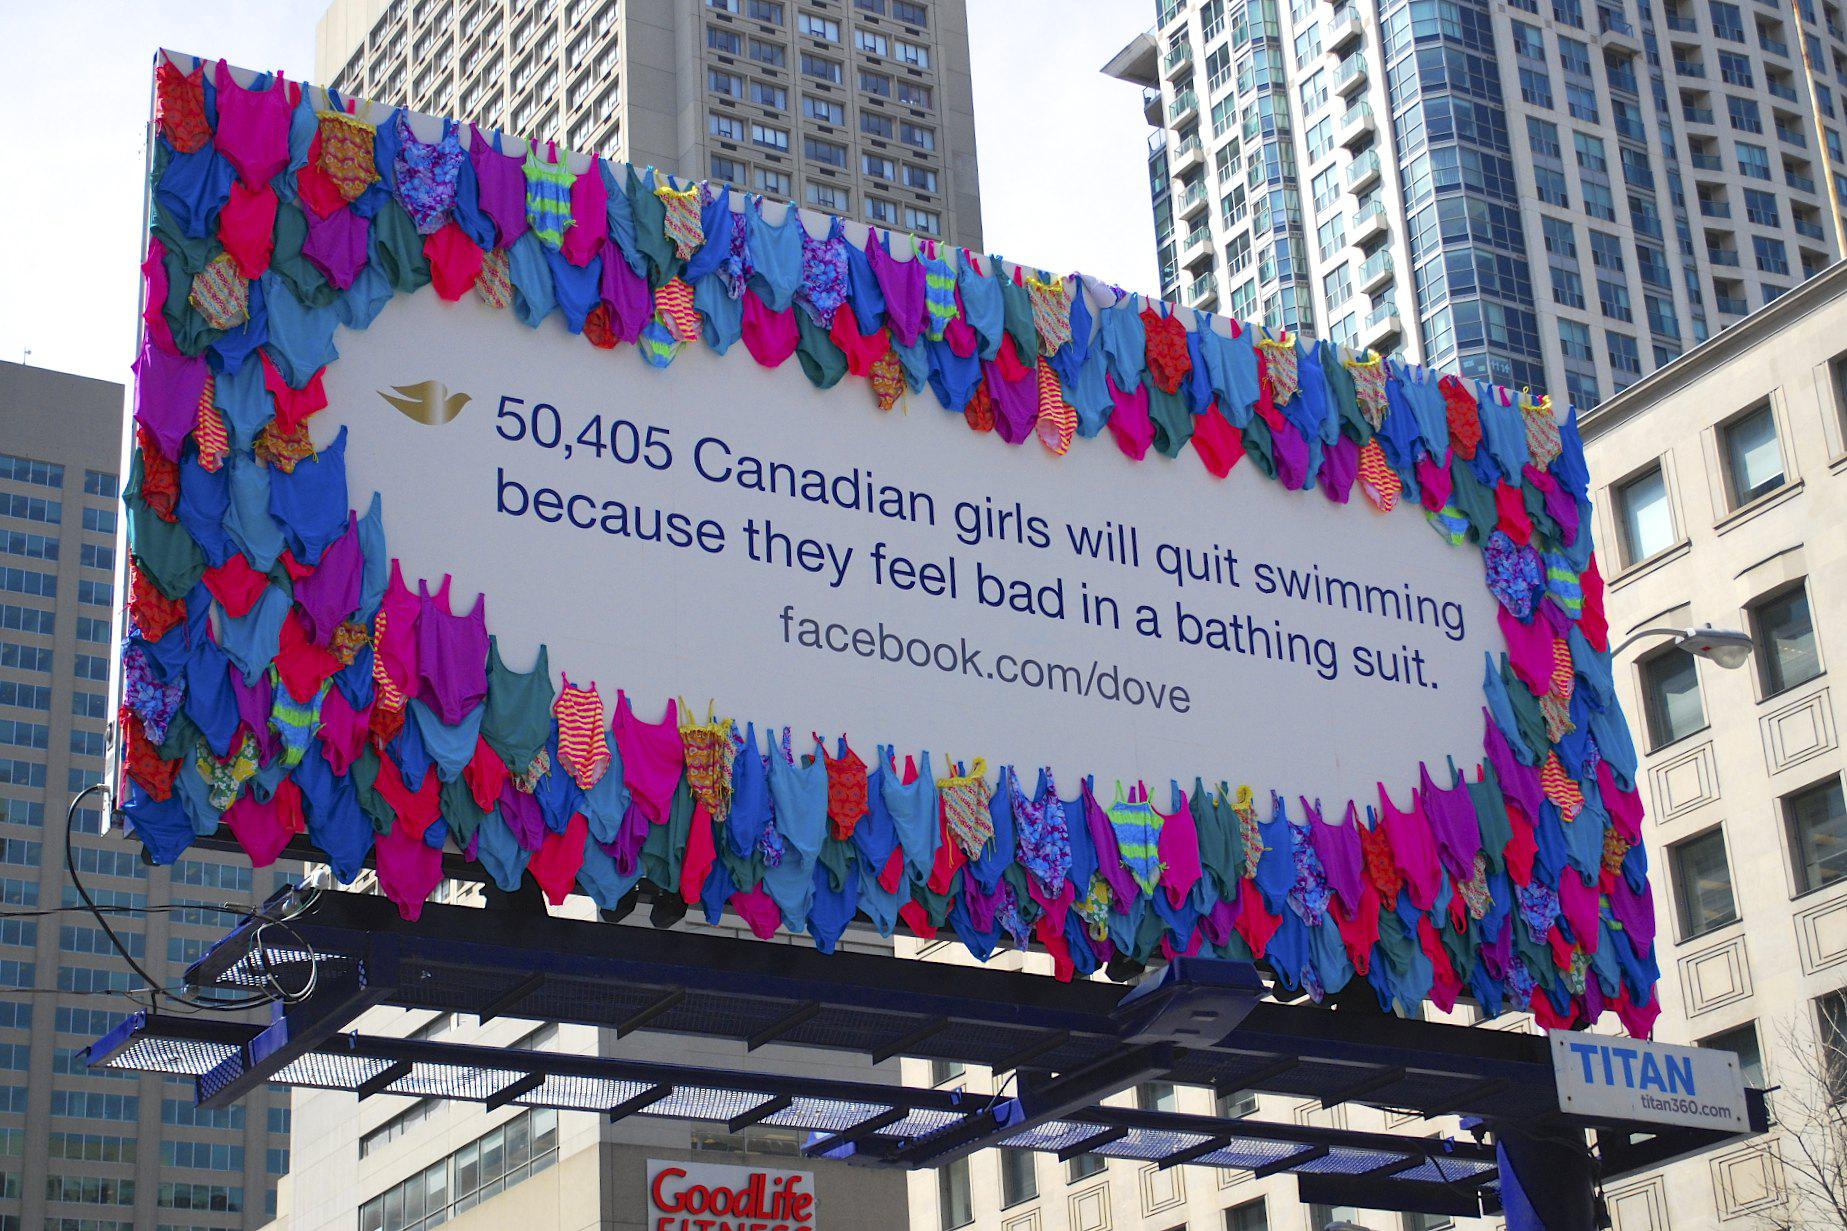 50,405 Canadian girls will quit swimming
because they feel bad in a bathing suit.
facebook.com/dove
TITAN
titan360.com
GoodLife
FITNESS